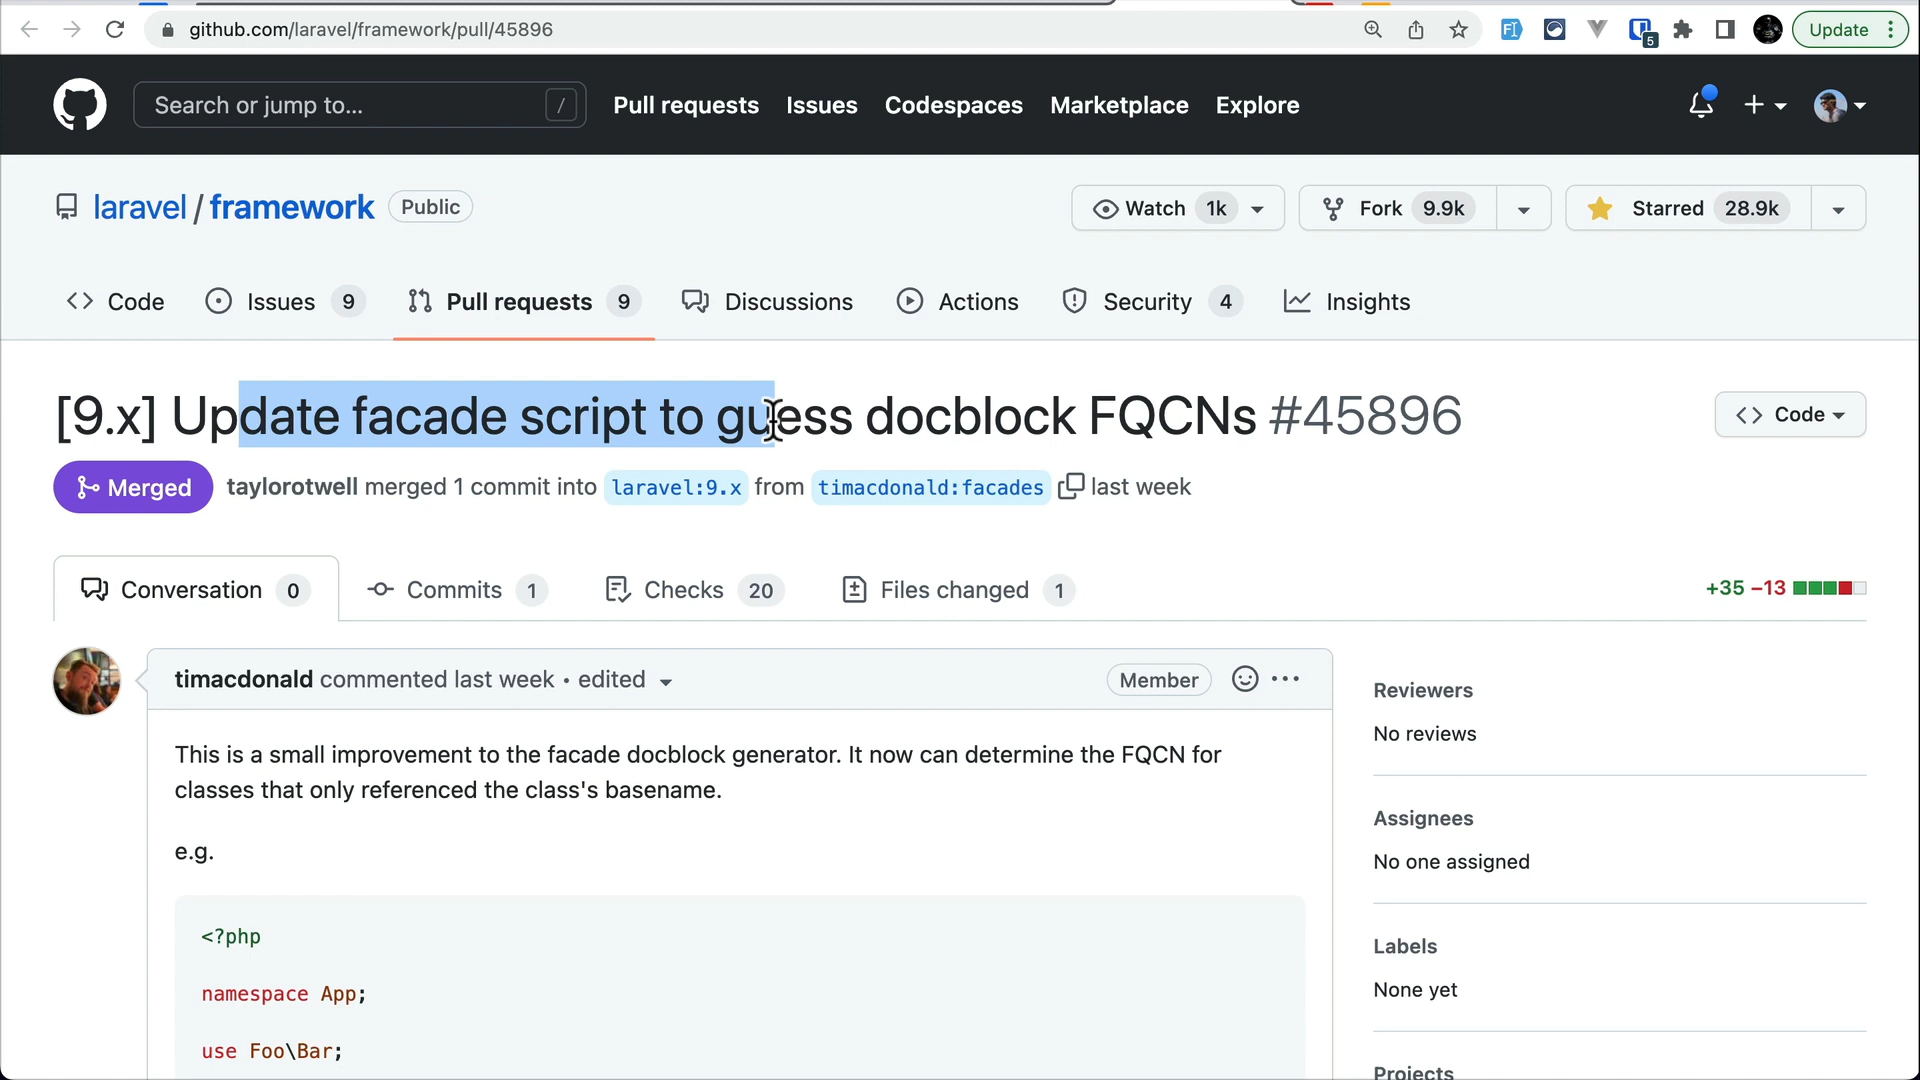 github.com/laravel/framework/pull/45896
5
Update
Search or jump to...
/
Pull requests
Issues
Codespaces
Marketplace
Explore
laravel / framework
Public
Watch 1k
Fork 9.9k
Starred 28.9k
Code
Issues 9
Pull requests 9
Discussions
Actions
Security 4
Insights
[9.x] Update facade script to guess docblock FQCNs #45896
Code
Merged
taylorotwell merged 1 commit into laravel:9.x from timacdonald:facades last week
Conversation 0
Commits 1
Checks 20
Files changed 1
+35 −13
timacdonald commented last week • edited
Member
This is a small improvement to the facade docblock generator. It now can determine the FQCN for
classes that only referenced the class's basename.
e.g.
<?php
namespace App;
use Foo\Bar;
Reviewers
No reviews
Assignees
No one assigned
Labels
None yet
Projects